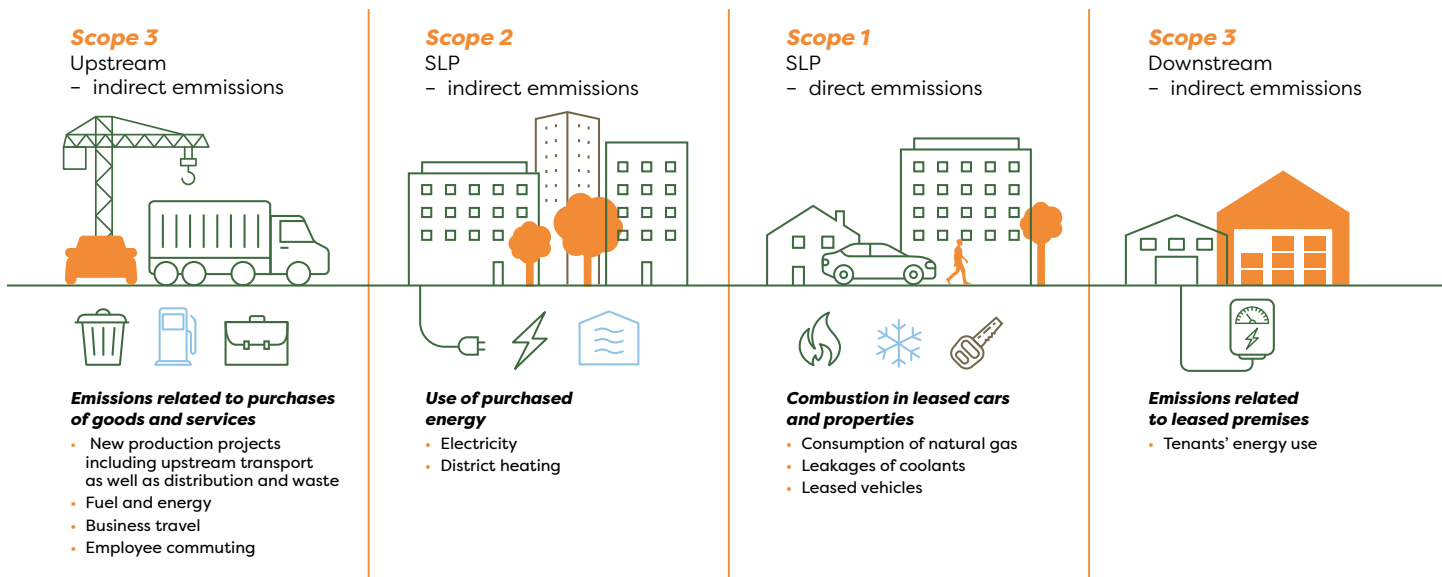 Scope 3
Upstream
– indirect emmissions
Emissions related to purchases
of goods and services
• New production projects
including upstream transport
as well as distribution and waste
• Fuel and energy
• Business travel
• Employee commuting
Scope 2
SLP
– indirect emmissions
Use of purchased
energy
• Electricity
• District heating
Scope 1
SLP
– direct emmissions
Combustion in leased cars
and properties
• Consumption of natural gas
• Leakages of coolants
• Leased vehicles
Scope 3
Downstream
– indirect emmissions
Emissions related
to leased premises
• Tenants’ energy use